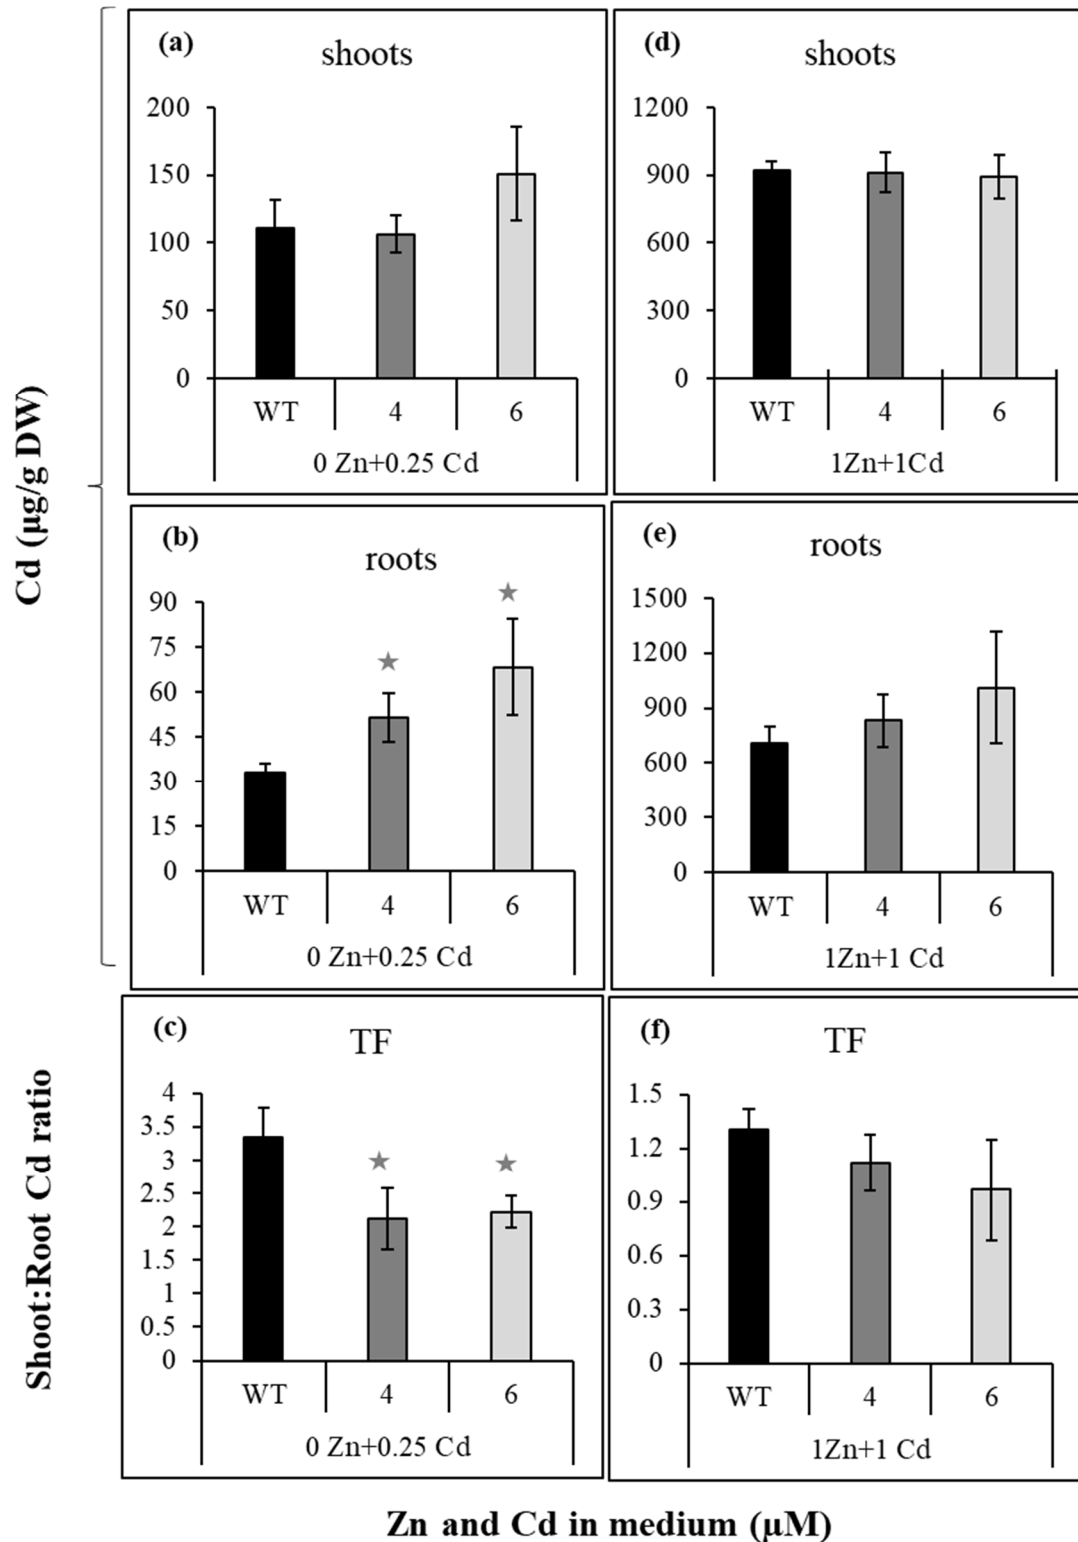 Cd (µg/g DW)
(a)
shoots
200
150
100
50
0
WT 4 6
0 Zn+0.25 Cd
(d)
shoots
1200
900
600
300
0
WT 4 6
1Zn+1Cd
(b)
roots
90
75
60
45
30
15
0
WT 4 6
0 Zn+0.25 Cd
(e)
roots
1500
1200
900
600
300
0
WT 4 6
1Zn+1 Cd
Shoot:Root Cd ratio
(c)
TF
4
3.5
3
2.5
2
1.5
1
0.5
0
WT 4 6
0 Zn+0.25 Cd
(f)
TF
1.5
1.2
0.9
0.6
0.3
0
WT 4 6
1Zn+1 Cd
Zn and Cd in medium (µM)